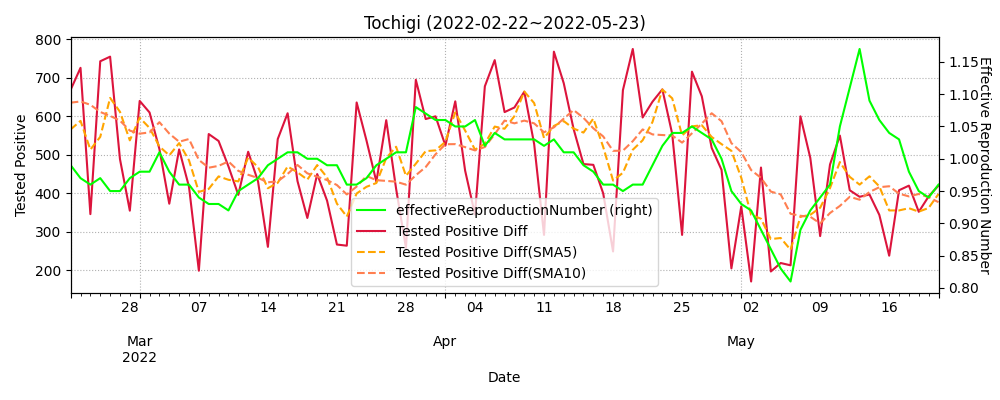 Tochigi (2022-02-22~2022-05-23)
800
700
600
500
400
300
200
Tested Positive
1.15
1.10
1.05
1.00
0.95
0.90
0.85
0.80
Effective Reproduction Number
effectiveReproductionNumber (right)
Tested Positive Diff
Tested Positive Diff(SMA5)
Tested Positive Diff(SMA10)
28 07 14 21 28 04 11 18 25 02 09 16
Mar Apr May
2022
Date